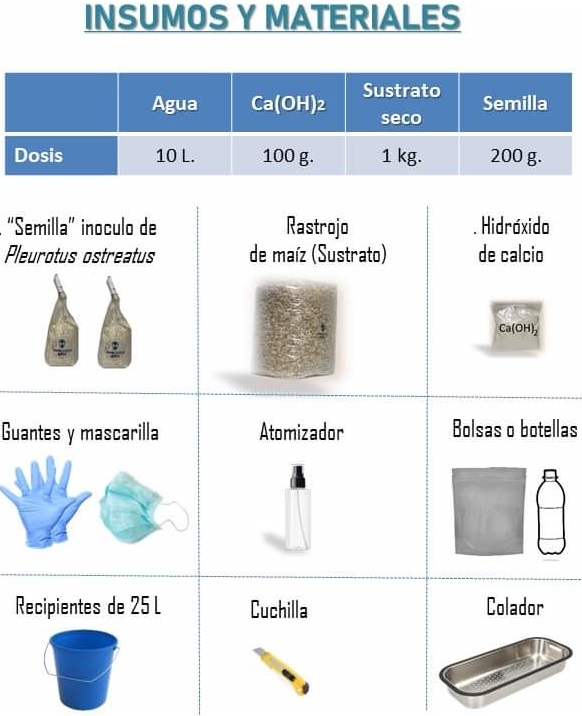 INSUMOS Y MATERIALES
Agua Ca(OH)2 Sustrato seco Semilla
Dosis 10 L. 100 g. 1 kg. 200 g.
. “Semilla” inoculo de
Pleurotus ostreatus
Rastrojo
de maíz (Sustrato)
. Hidróxido
de calcio
Ca(OH)2
Guantes y mascarilla
Atomizador
Bolsas o botellas
Recipientes de 25 L
Cuchilla
Colador